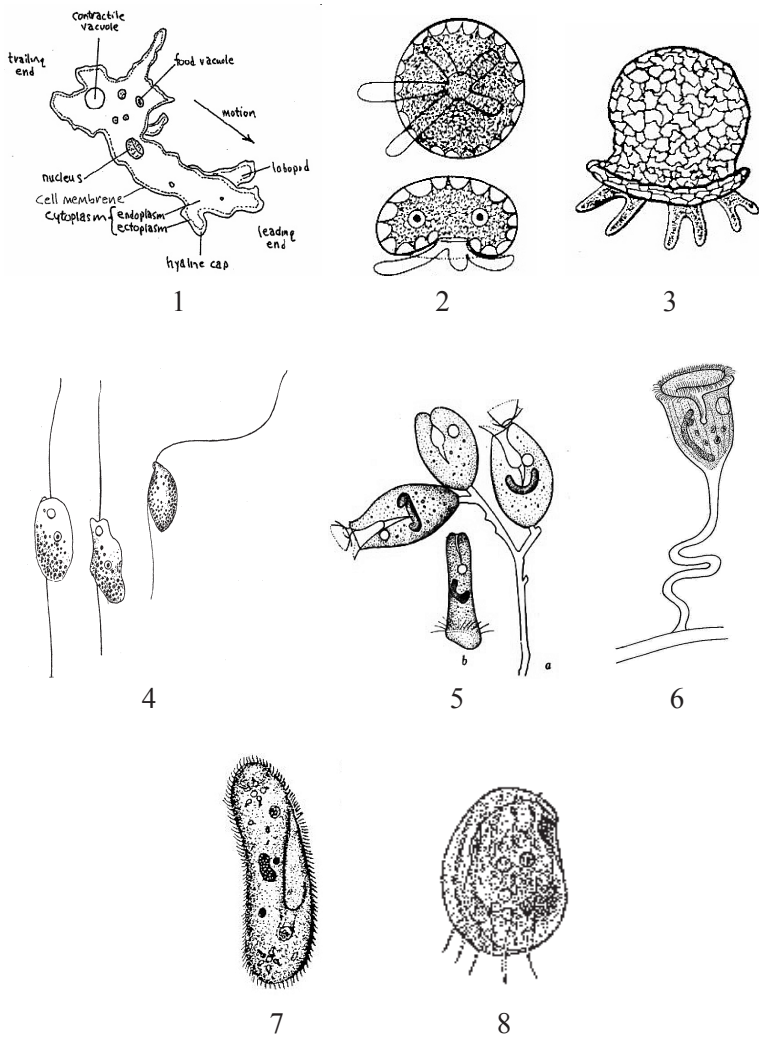 contractile
vacuole
trailing
end
food vacuole
motion
nucleus
lobopod
cell membrane
cytoplasm { endoplasm
ectoplasm
leading
end
hyaline cap
1
2
3
4
b
a
5
6
7
8